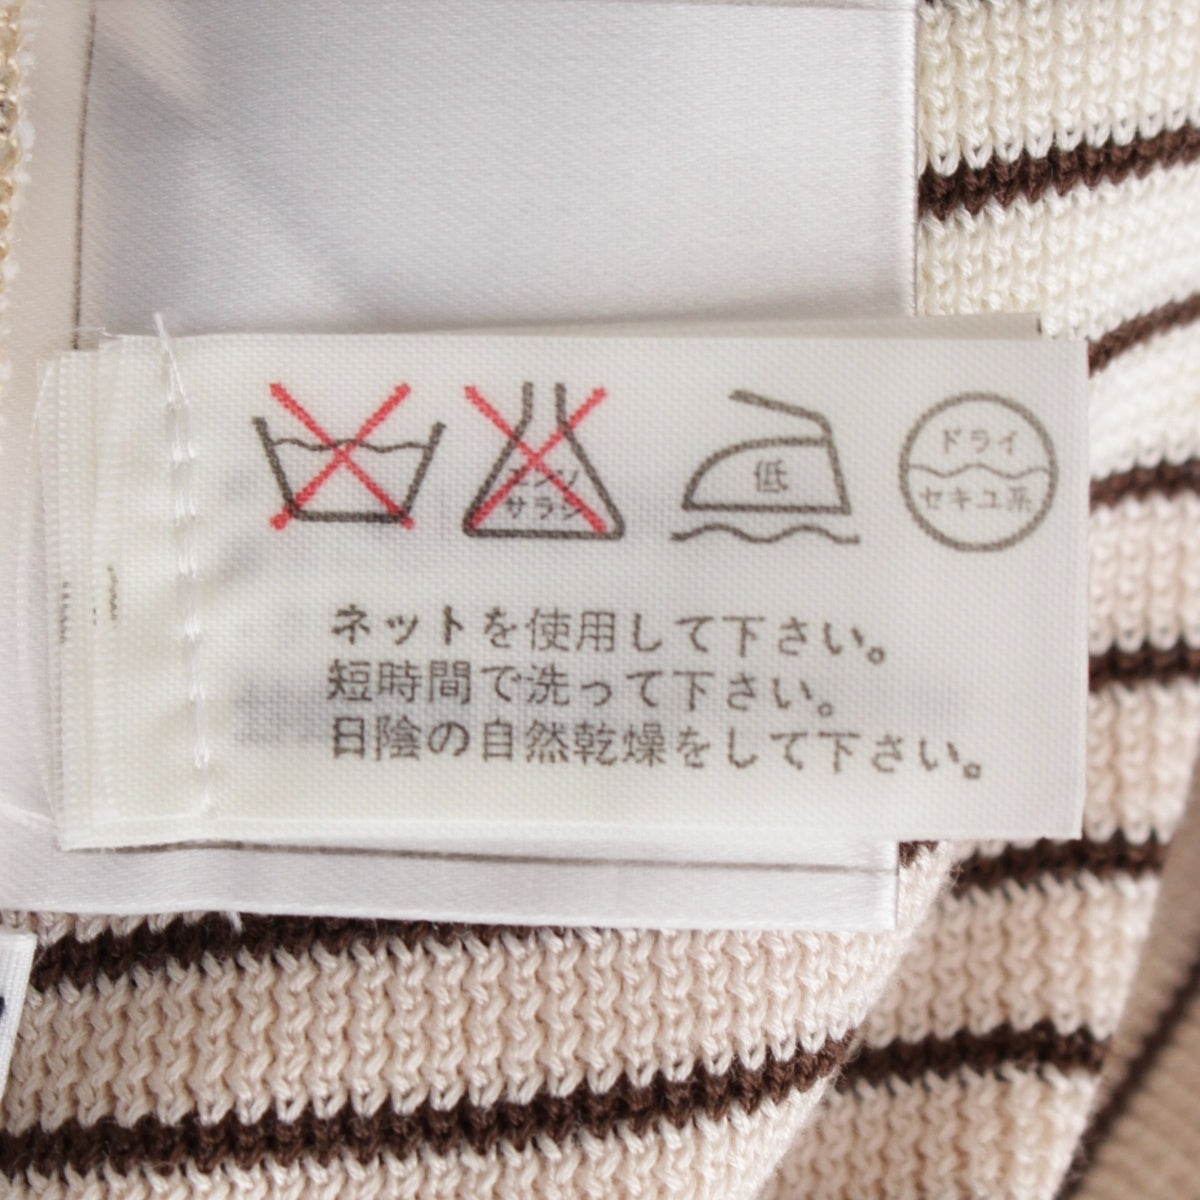 エンソ
サラシ
低
ドライ
セキユ系
ネットを使用して下さい。
短時間で洗って下さい。
日陰の自然乾燥をして下さい。